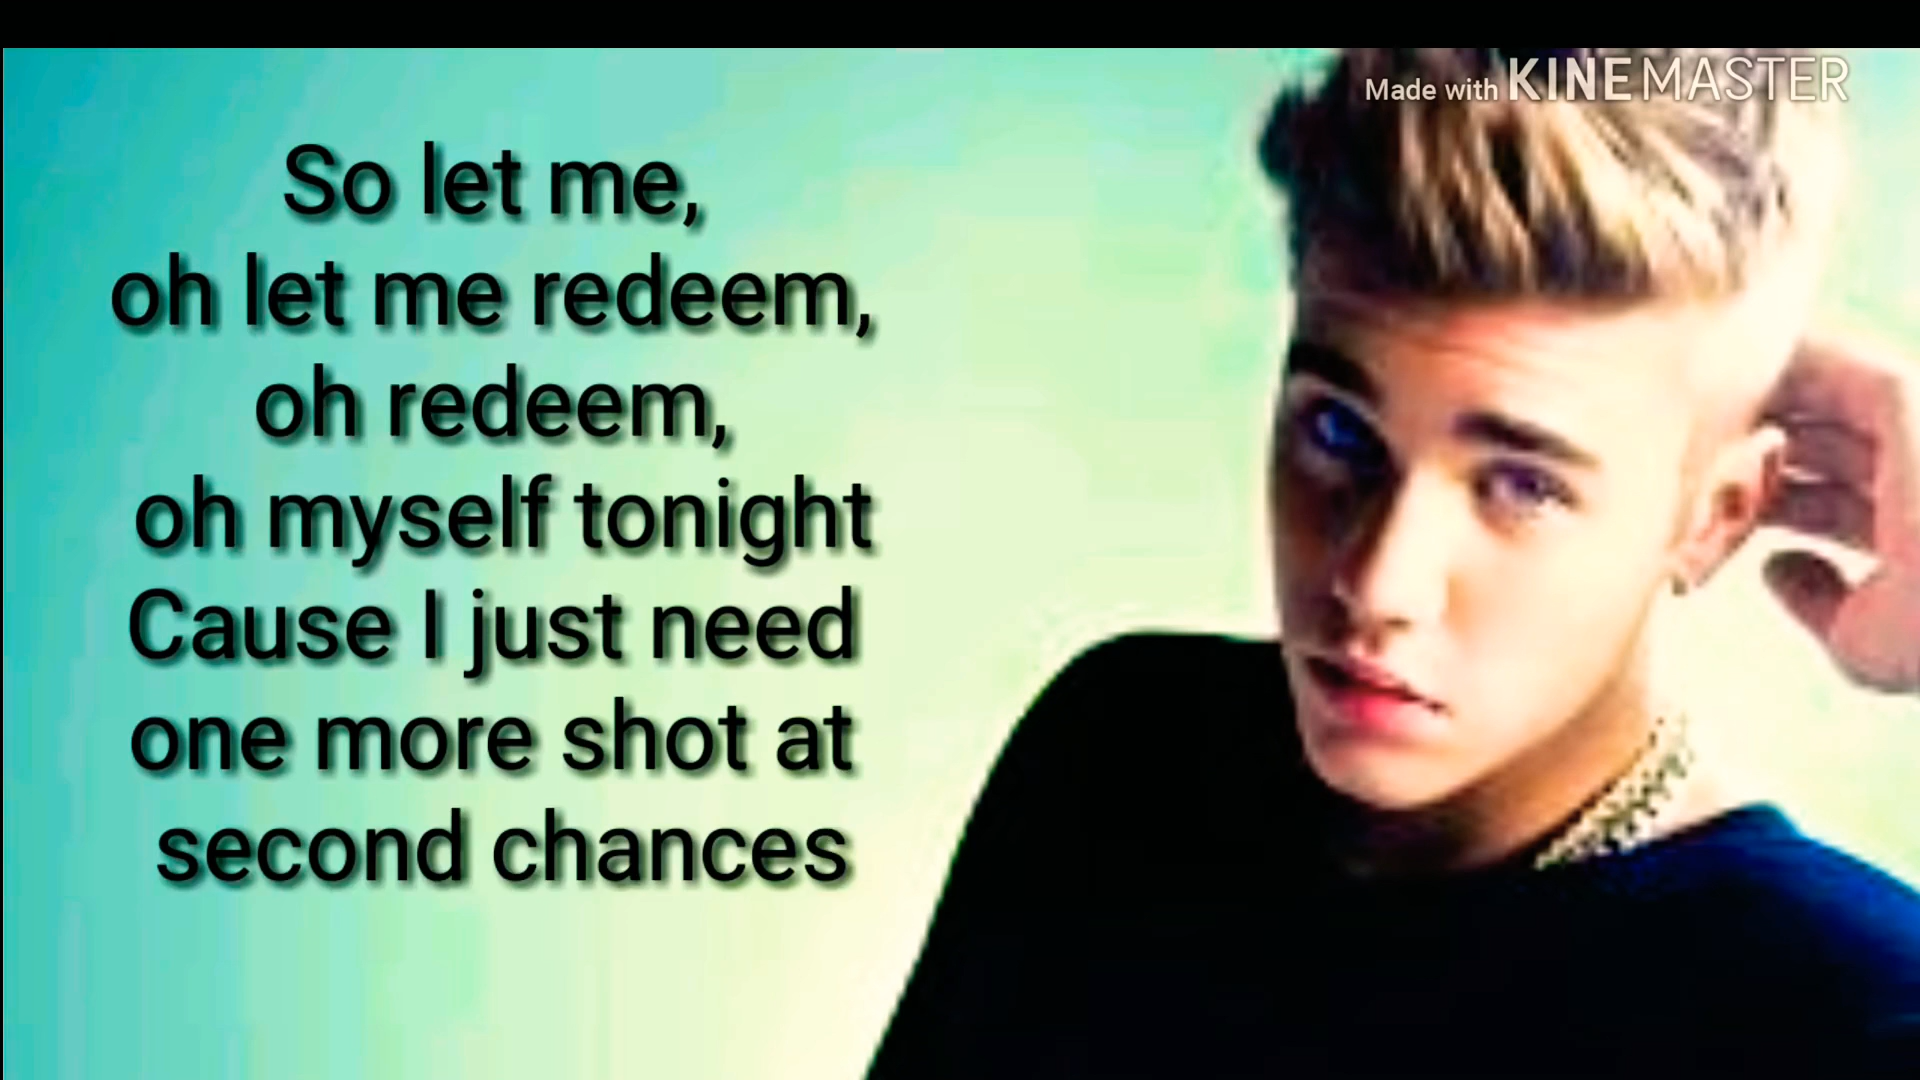 Made with KINEMASTER
So let me,
oh let me redeem,
oh redeem,
oh myself tonight
Cause I just need
one more shot at
second chances